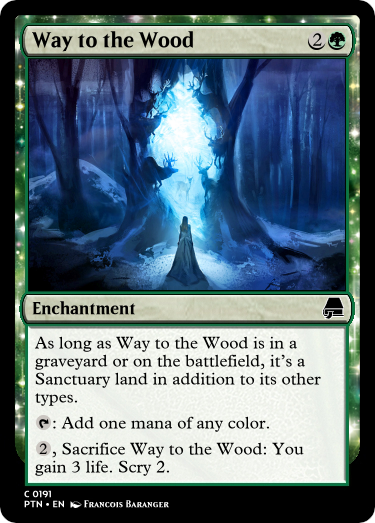 Way to the Wood 2
Enchantment
As long as Way to the Wood is in a
graveyard or on the battlefield, it's a
Sanctuary land in addition to its other
types.
: Add one mana of any color.
2, Sacrifice Way to the Wood: You
gain 3 life. Scry 2.
C 0191
PTN • EN Francois Baranger